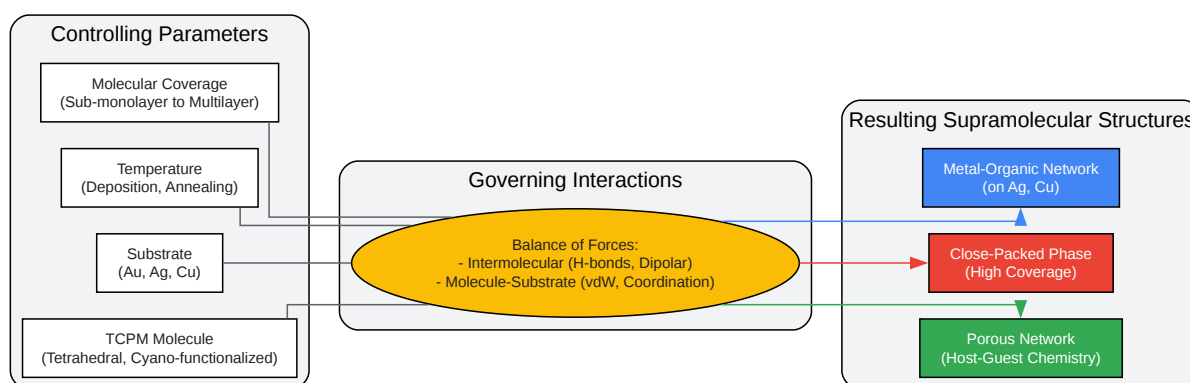 Controlling Parameters
Molecular Coverage
(Sub-monolayer to Multilayer)
Temperature
(Deposition, Annealing)
Substrate
(Au, Ag, Cu)
TCPM Molecule
(Tetrahedral, Cyano-functionalized)
Governing Interactions
Balance of Forces:
- Intermolecular (H-bonds, Dipolar)
- Molecule-Substrate (vdW, Coordination)
Resulting Supramolecular Structures
Metal-Organic Network
(on Ag, Cu)
Close-Packed Phase
(High Coverage)
Porous Network
(Host-Guest Chemistry)